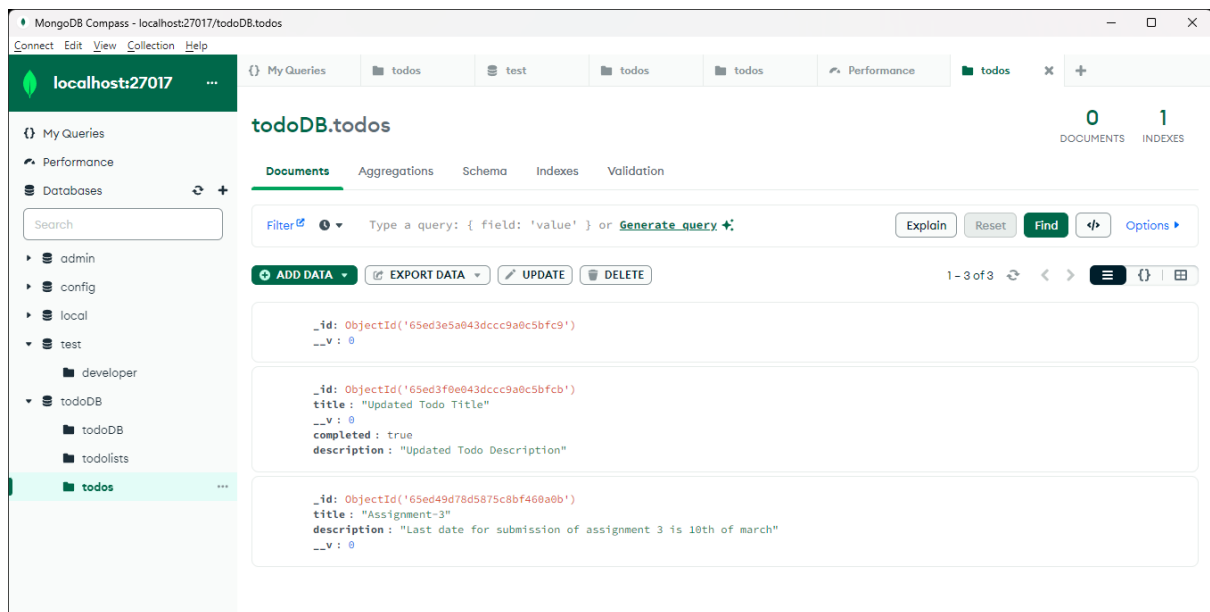 MongoDB Compass - localhost:27017/todoDB.todos
Connect Edit View Collection Help
localhost:27017 ...
{} My Queries
Performance
Databases
Search
admin
config
local
test
developer
todoDB
todoDB
todolists
todos ...
{} My Queries todos test todos todos Performance todos
todoDB.todos
0 DOCUMENTS
1 INDEXES
Documents Aggregations Schema Indexes Validation
Filter Type a query: { field: 'value' } or Generate query Explain Reset Find </> Options
ADD DATA EXPORT DATA UPDATE DELETE 1 – 3 of 3 {}
_id: ObjectId('65ed3e5a043dccc9a0c5bfc9')
__v : 0
_id: ObjectId('65ed3f0e043dccc9a0c5bfcb')
title : "Updated Todo Title"
__v : 0
completed : true
description : "Updated Todo Description"
_id: ObjectId('65ed49d78d5875c8bf460a0b')
title : "Assignment-3"
description : "Last date for submission of assignment 3 is 10th of march"
__v : 0